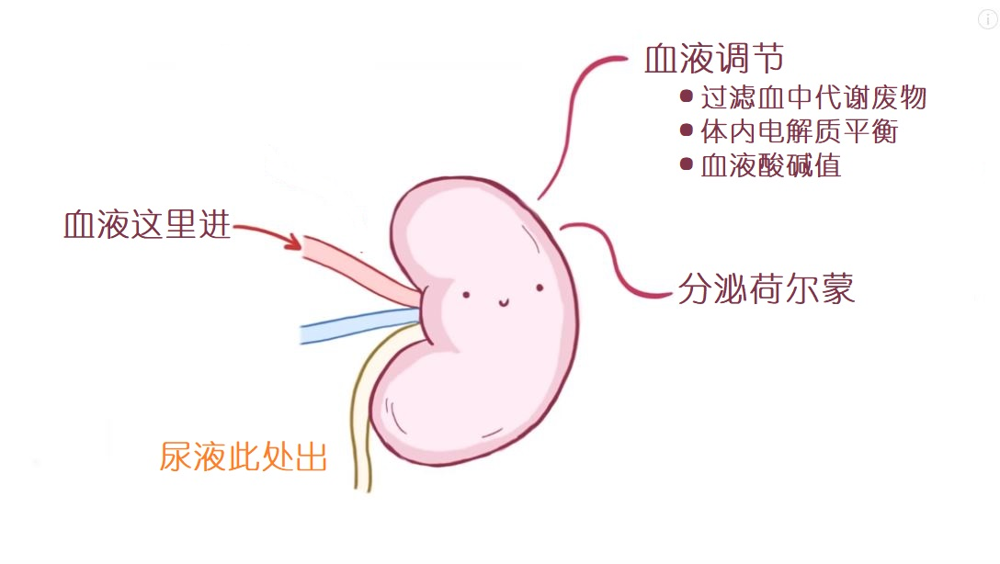 血液调节
● 过滤血中代谢废物
● 体内电解质平衡
● 血液酸碱值
血液这里进
分泌荷尔蒙
尿液此处出